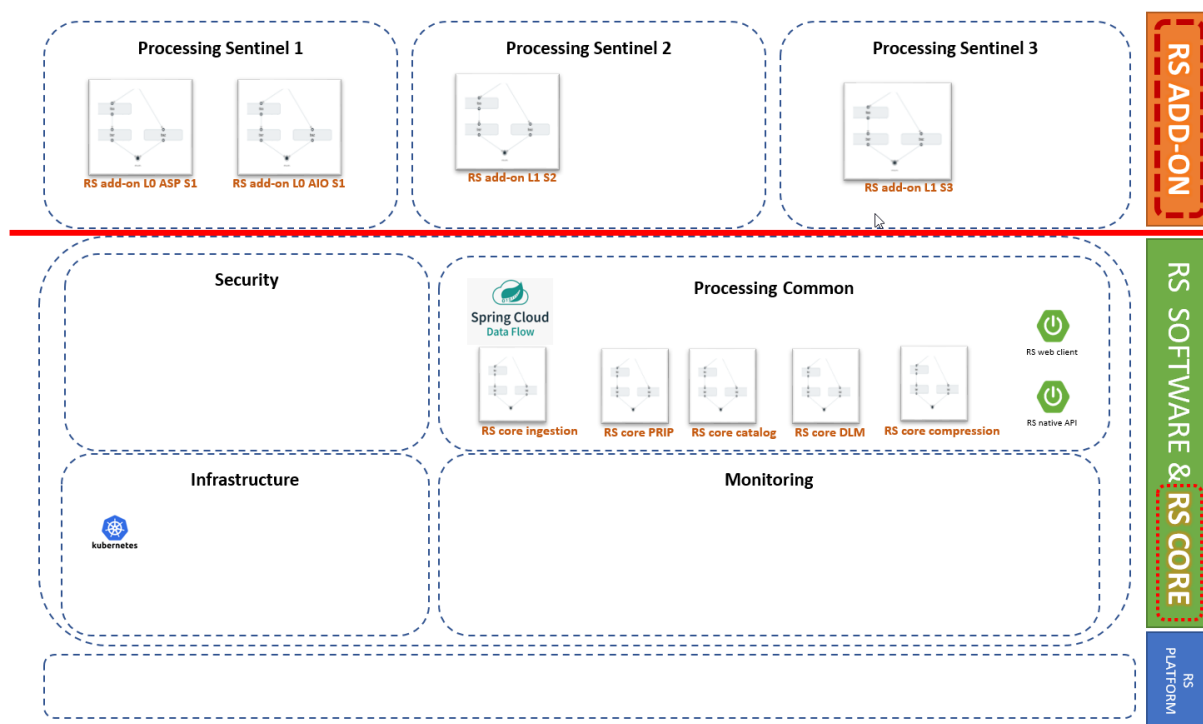 Processing Sentinel 1
Processing Sentinel 2
Processing Sentinel 3
RS add-on L0 ASP S1
RS add-on L0 AIO S1
RS add-on L1 S2
RS add-on L1 S3
RS ADD-ON
Security
Processing Common
Spring Cloud
Data Flow
RS web client
RS native API
RS core ingestion
RS core PRIP
RS core catalog
RS core DLM
RS core compression
Infrastructure
Monitoring
kubernetes
RS SOFTWARE & RS CORE
RS
PLATFORM